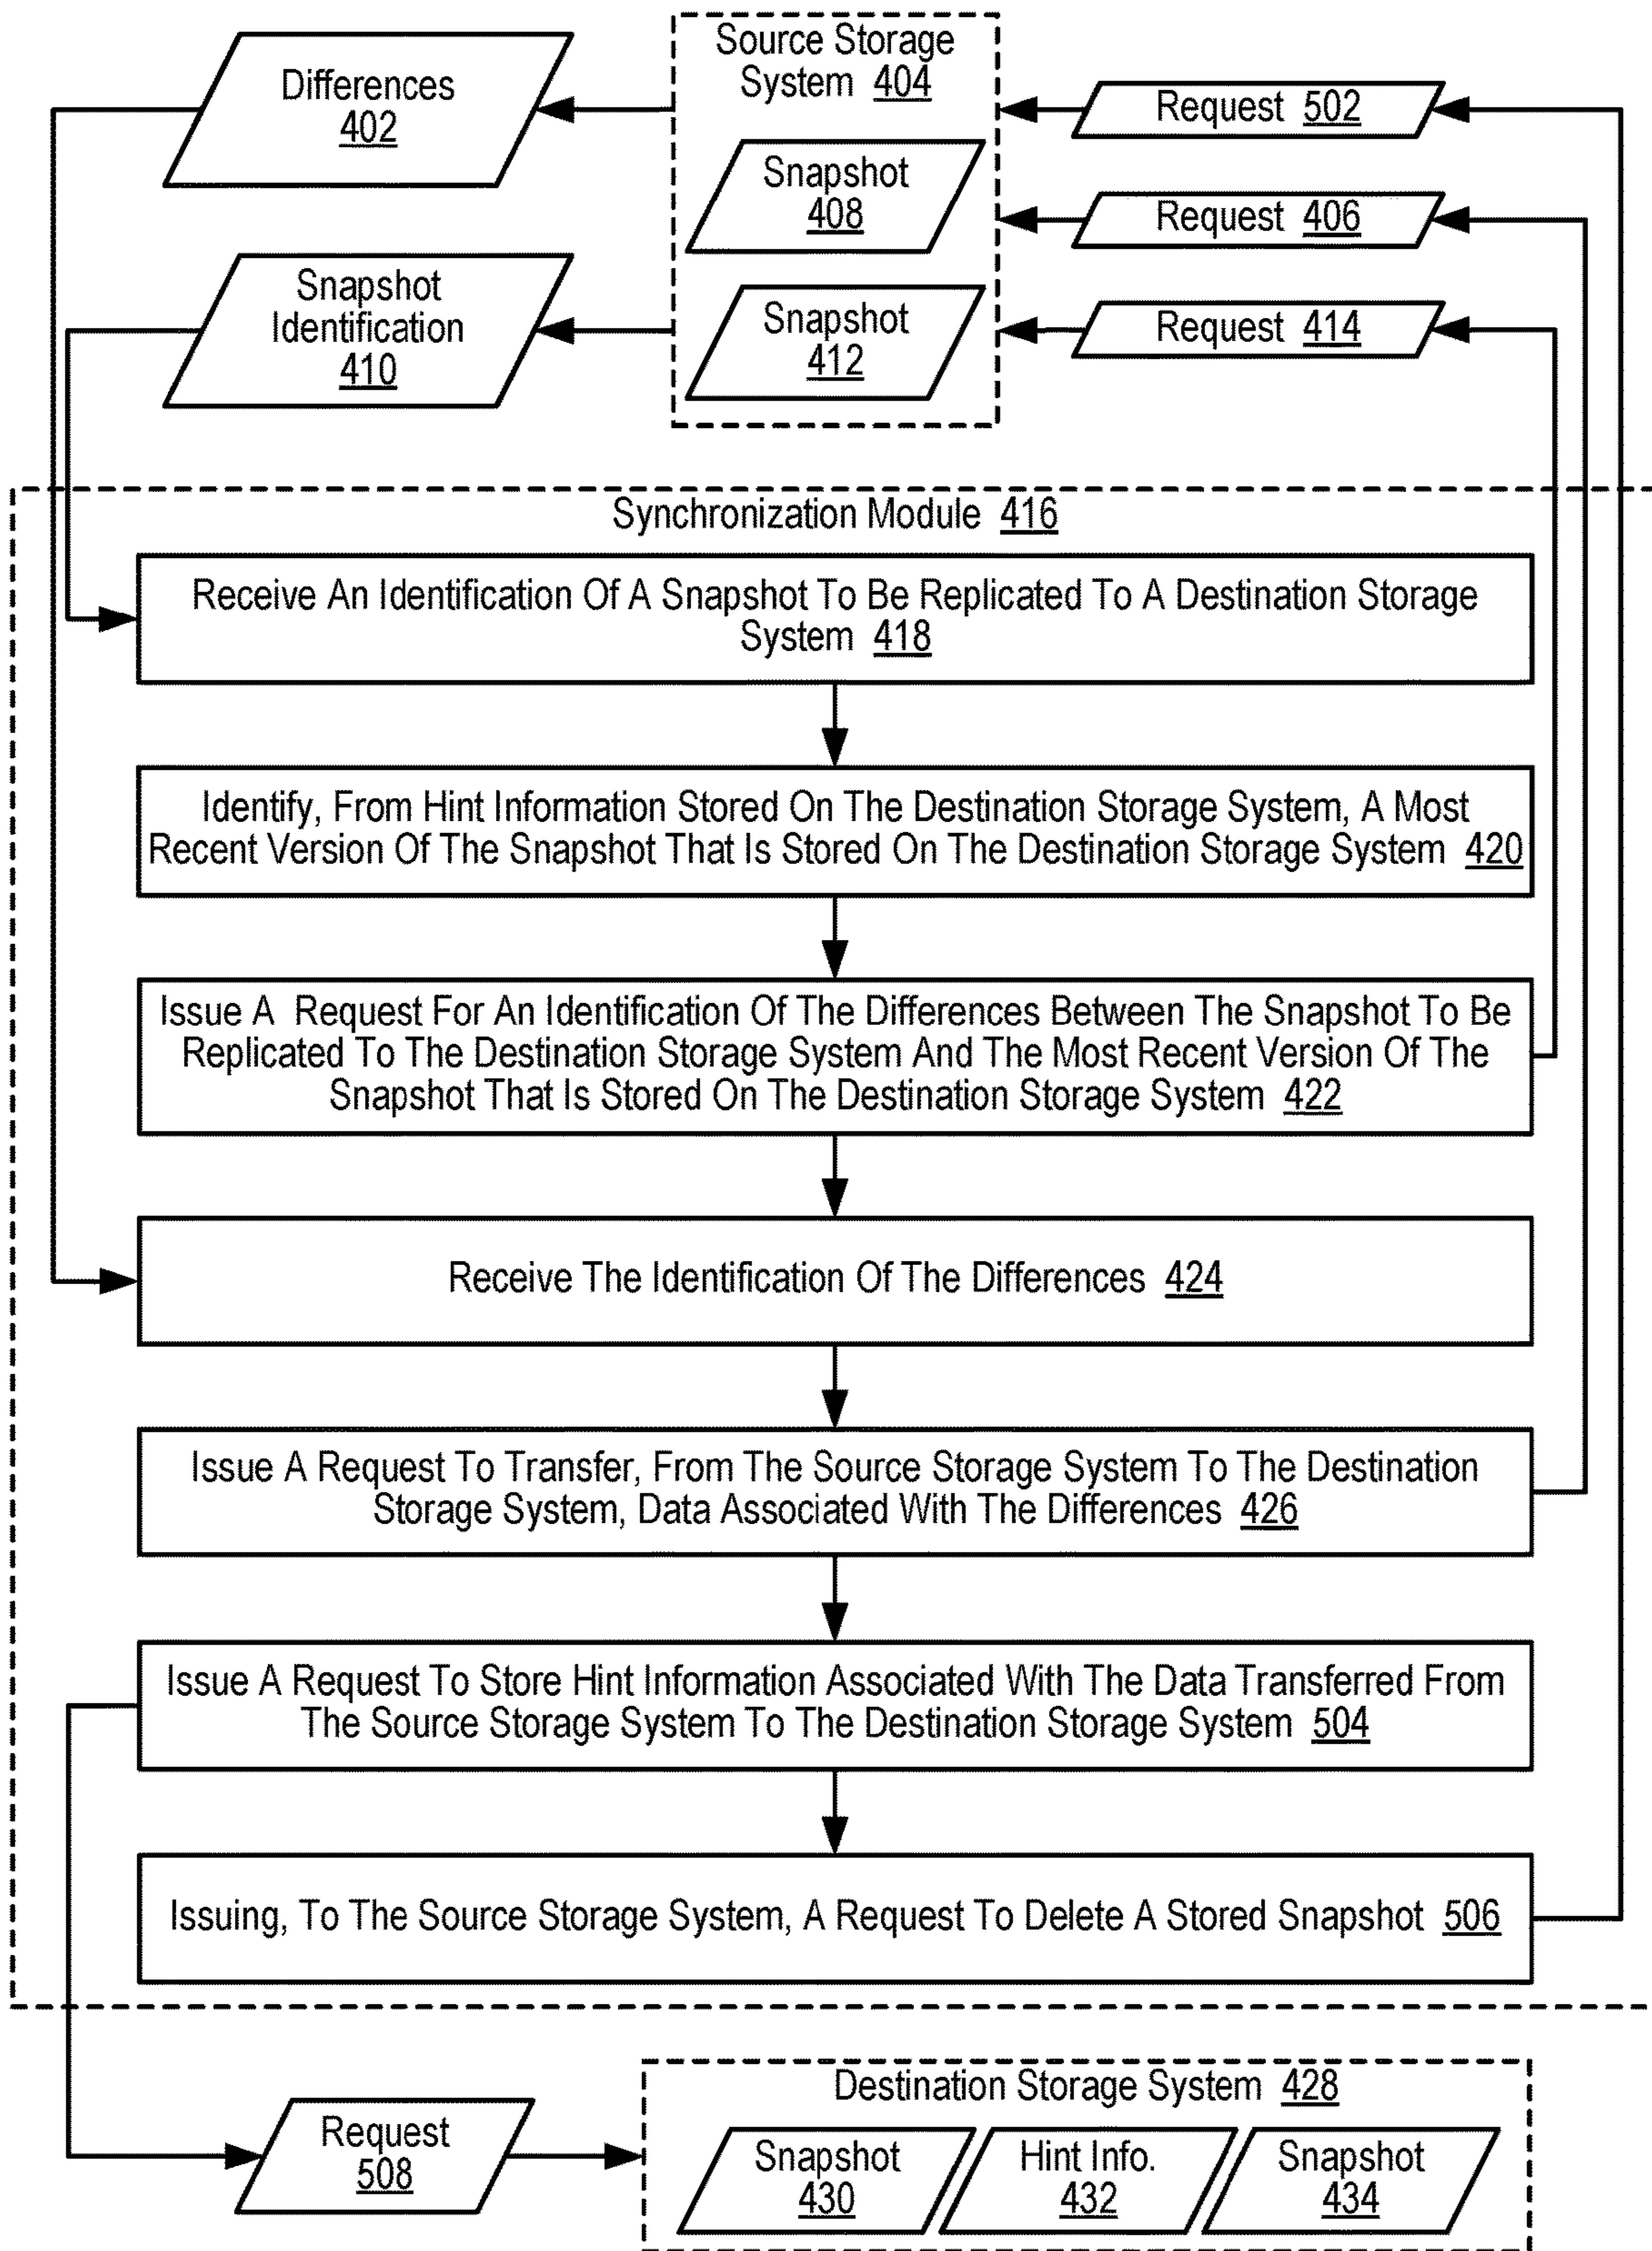 Differences
402
Source Storage
System 404
Request 502
Snapshot
408
Request 406
Snapshot
Identification
410
Snapshot
412
Request 414
Synchronization Module 416
Receive An Identification Of A Snapshot To Be Replicated To A Destination Storage
System 418
Identify, From Hint Information Stored On The Destination Storage System, A Most
Recent Version Of The Snapshot That Is Stored On The Destination Storage System 420
Issue A Request For An Identification Of The Differences Between The Snapshot To Be
Replicated To The Destination Storage System And The Most Recent Version Of The
Snapshot That Is Stored On The Destination Storage System 422
Receive The Identification Of The Differences 424
Issue A Request To Transfer, From The Source Storage System To The Destination
Storage System, Data Associated With The Differences 426
Issue A Request To Store Hint Information Associated With The Data Transferred From
The Source Storage System To The Destination Storage System 504
Issuing, To The Source Storage System, A Request To Delete A Stored Snapshot 506
Request
508
Destination Storage System 428
Snapshot
430
Hint Info.
432
Snapshot
434